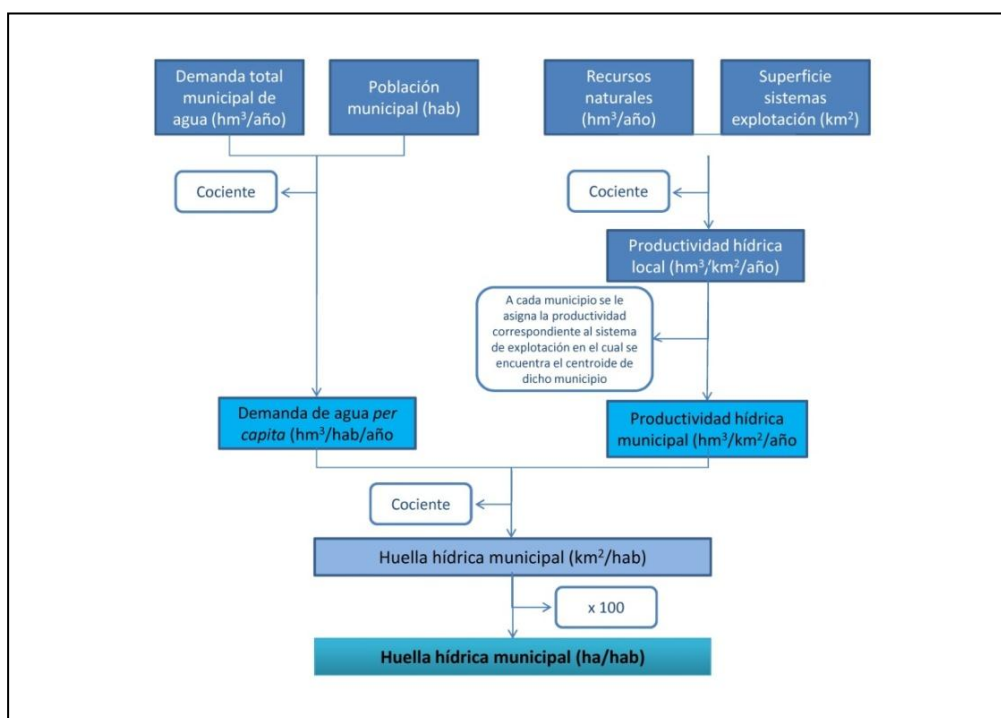 Demanda total
municipal de
agua (hm³/año)
Población
municipal (hab)
Recursos
naturales
(hm³/año)
Superficie
sistemas
explotación (km²)
Cociente
Cociente
Productividad hídrica
local (hm³/km²/año)
A cada municipio se le
asigna la productividad
correspondiente al sistema
de explotación en el cual se
encuentra el centroide de
dicho municipio
Demanda de agua per
capita (hm³/hab/año
Productividad hídrica
municipal (hm³/km²/año
Cociente
Huella hídrica municipal (km²/hab)
x 100
Huella hídrica municipal (ha/hab)